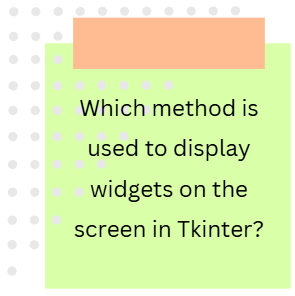 Which method is
used to display
widgets on the
screen in Tkinter?